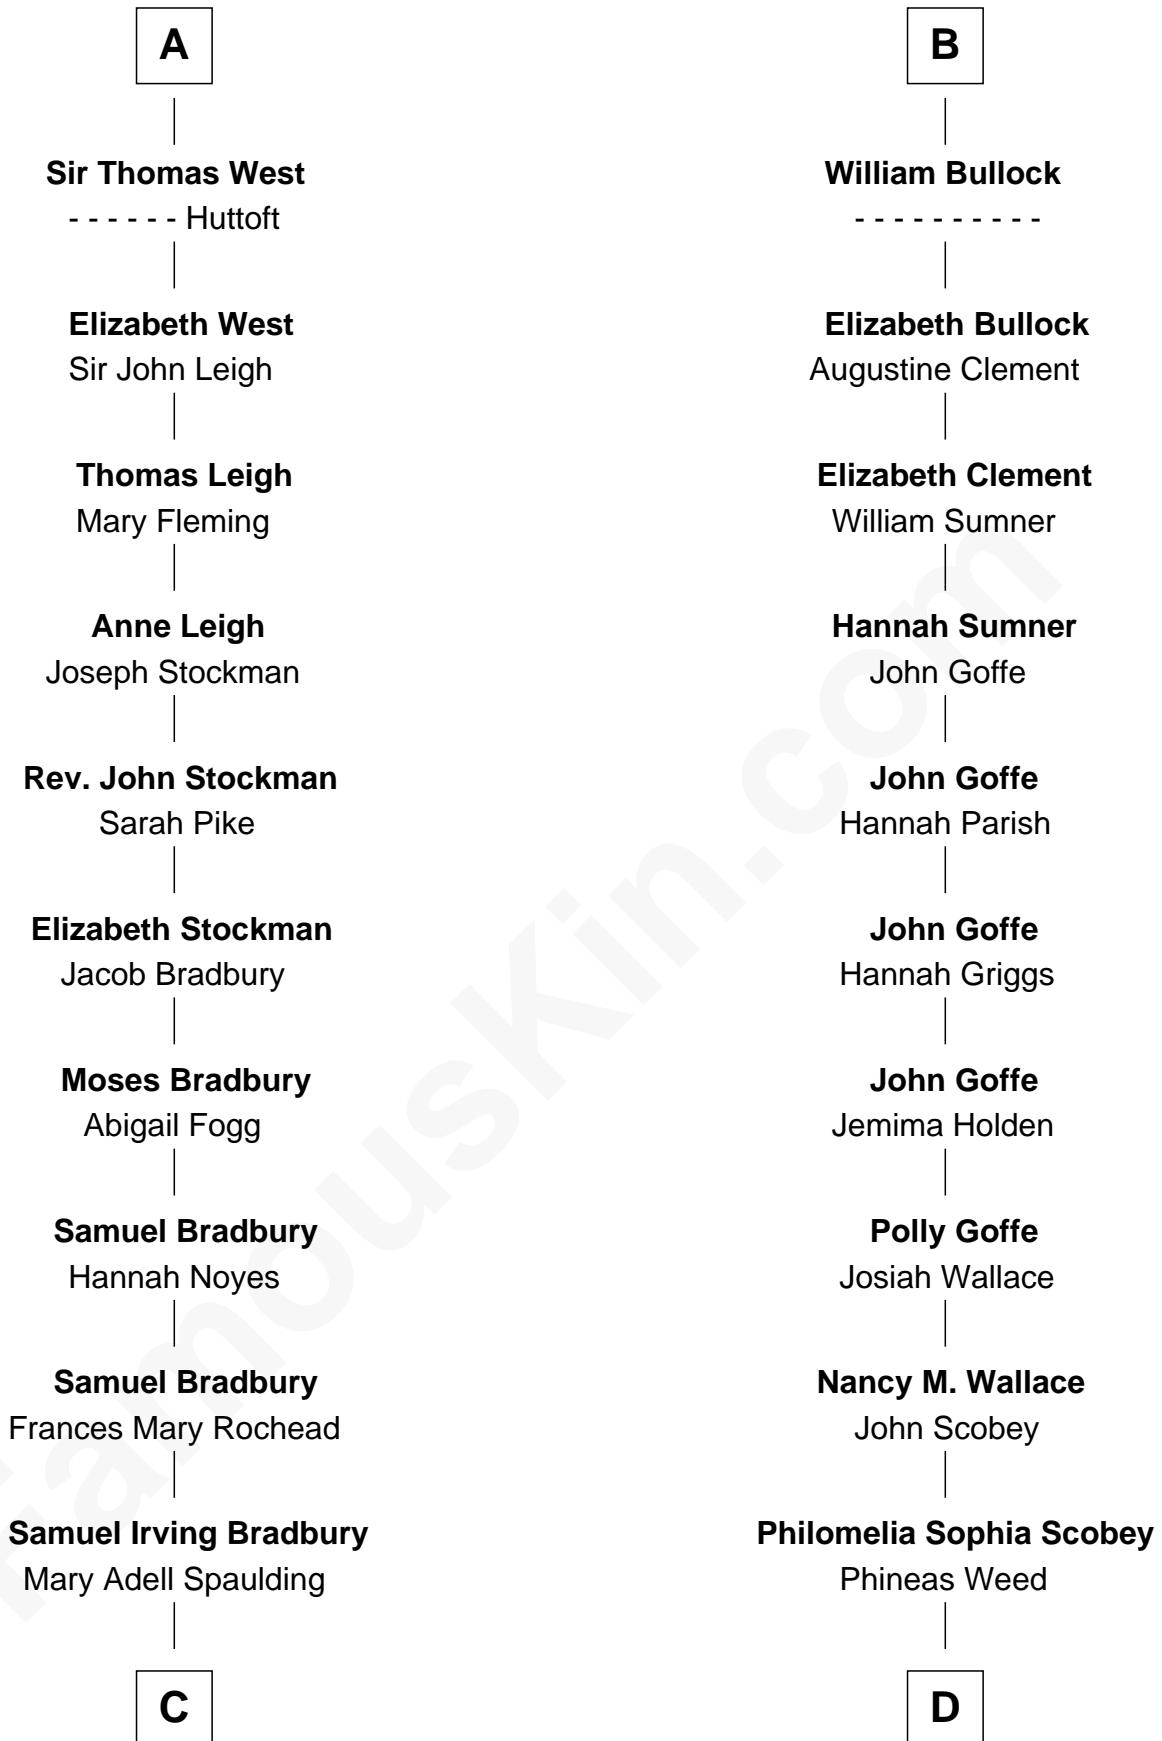 A
Sir Thomas West
- - - - - - Huttoft
Elizabeth West
Sir John Leigh
Thomas Leigh
Mary Fleming
Anne Leigh
Joseph Stockman
Rev. John Stockman
Sarah Pike
Elizabeth Stockman
Jacob Bradbury
Moses Bradbury
Abigail Fogg
Samuel Bradbury
Hannah Noyes
Samuel Bradbury
Frances Mary Rochead
Samuel Irving Bradbury
Mary Adell Spaulding
C
B
William Bullock
- - - - - - - - - -
Elizabeth Bullock
Augustine Clement
Elizabeth Clement
William Sumner
Hannah Sumner
John Goffe
John Goffe
Hannah Parish
John Goffe
Hannah Griggs
John Goffe
Jemima Holden
Polly Goffe
Josiah Wallace
Nancy M. Wallace
John Scobey
Philomelia Sophia Scobey
Phineas Weed
D
FamousKin.com